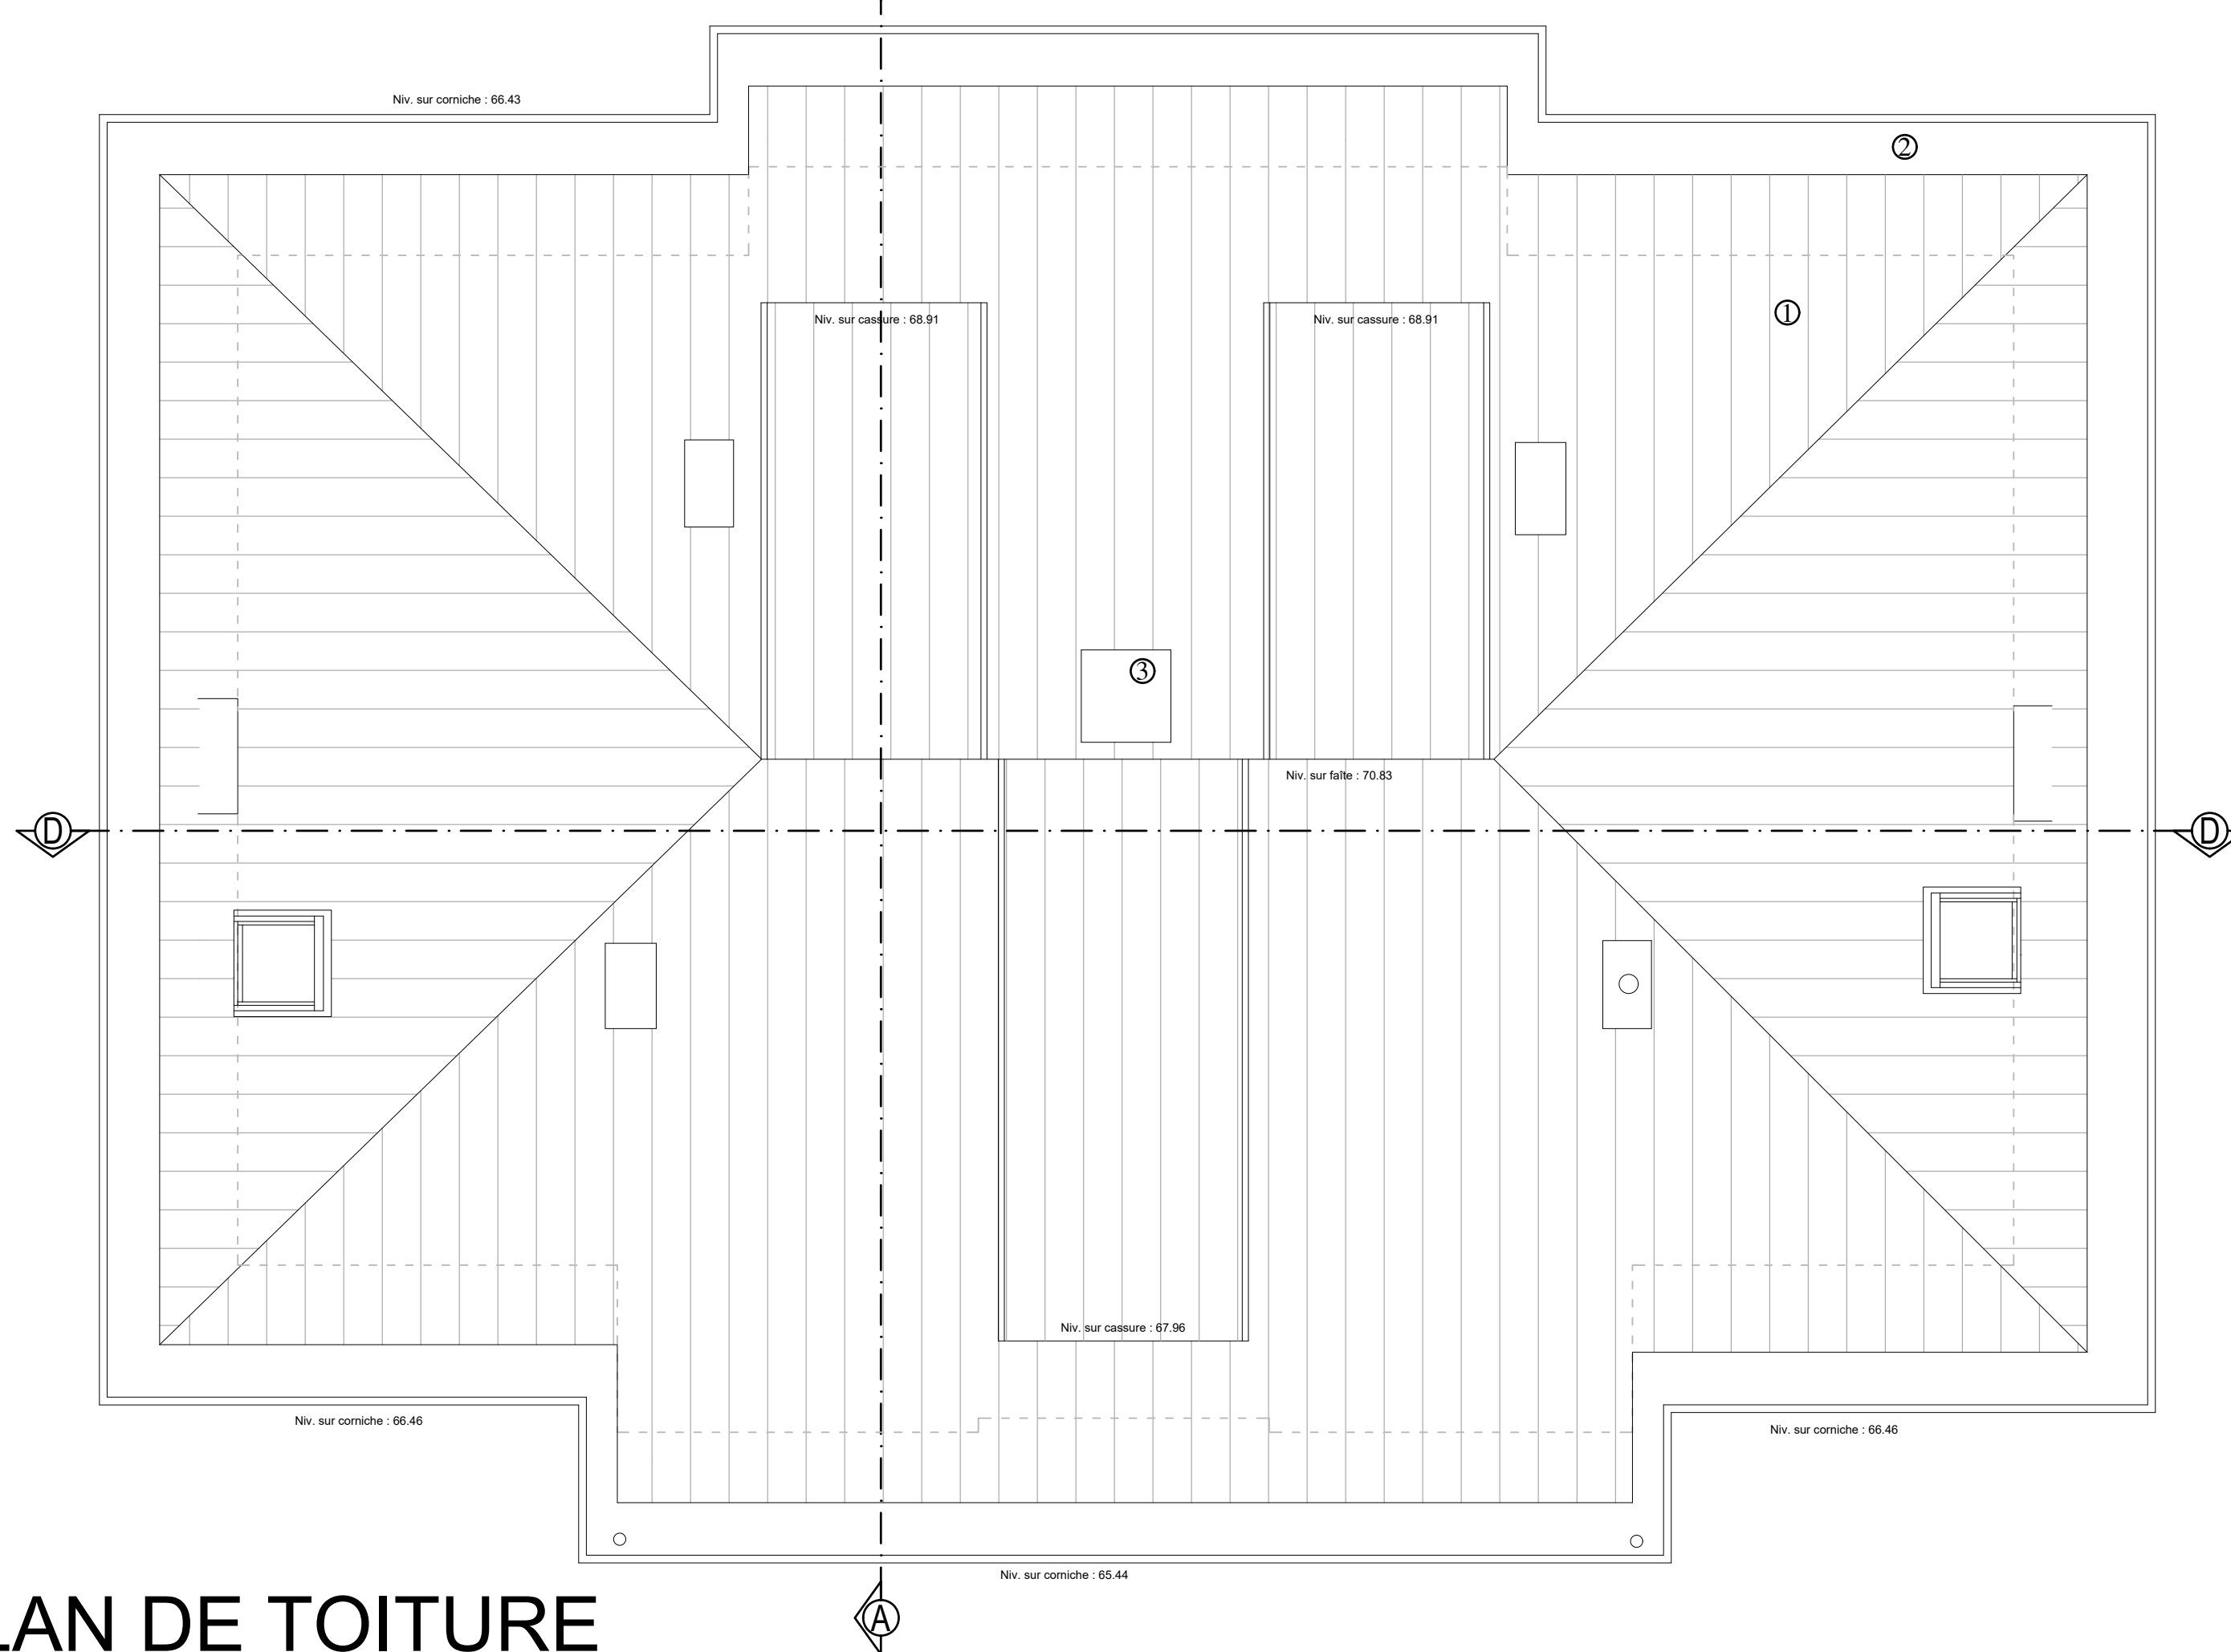 Niv. sur corniche : 66.43
2
Niv. sur cassure : 68.91
Niv. sur cassure : 68.91
1
3
Niv. sur faîte : 70.83
D
D
Niv. sur cassure : 67.96
Niv. sur corniche : 66.46
Niv. sur corniche : 66.46
Niv. sur corniche : 65.44
LAN DE TOITURE
A